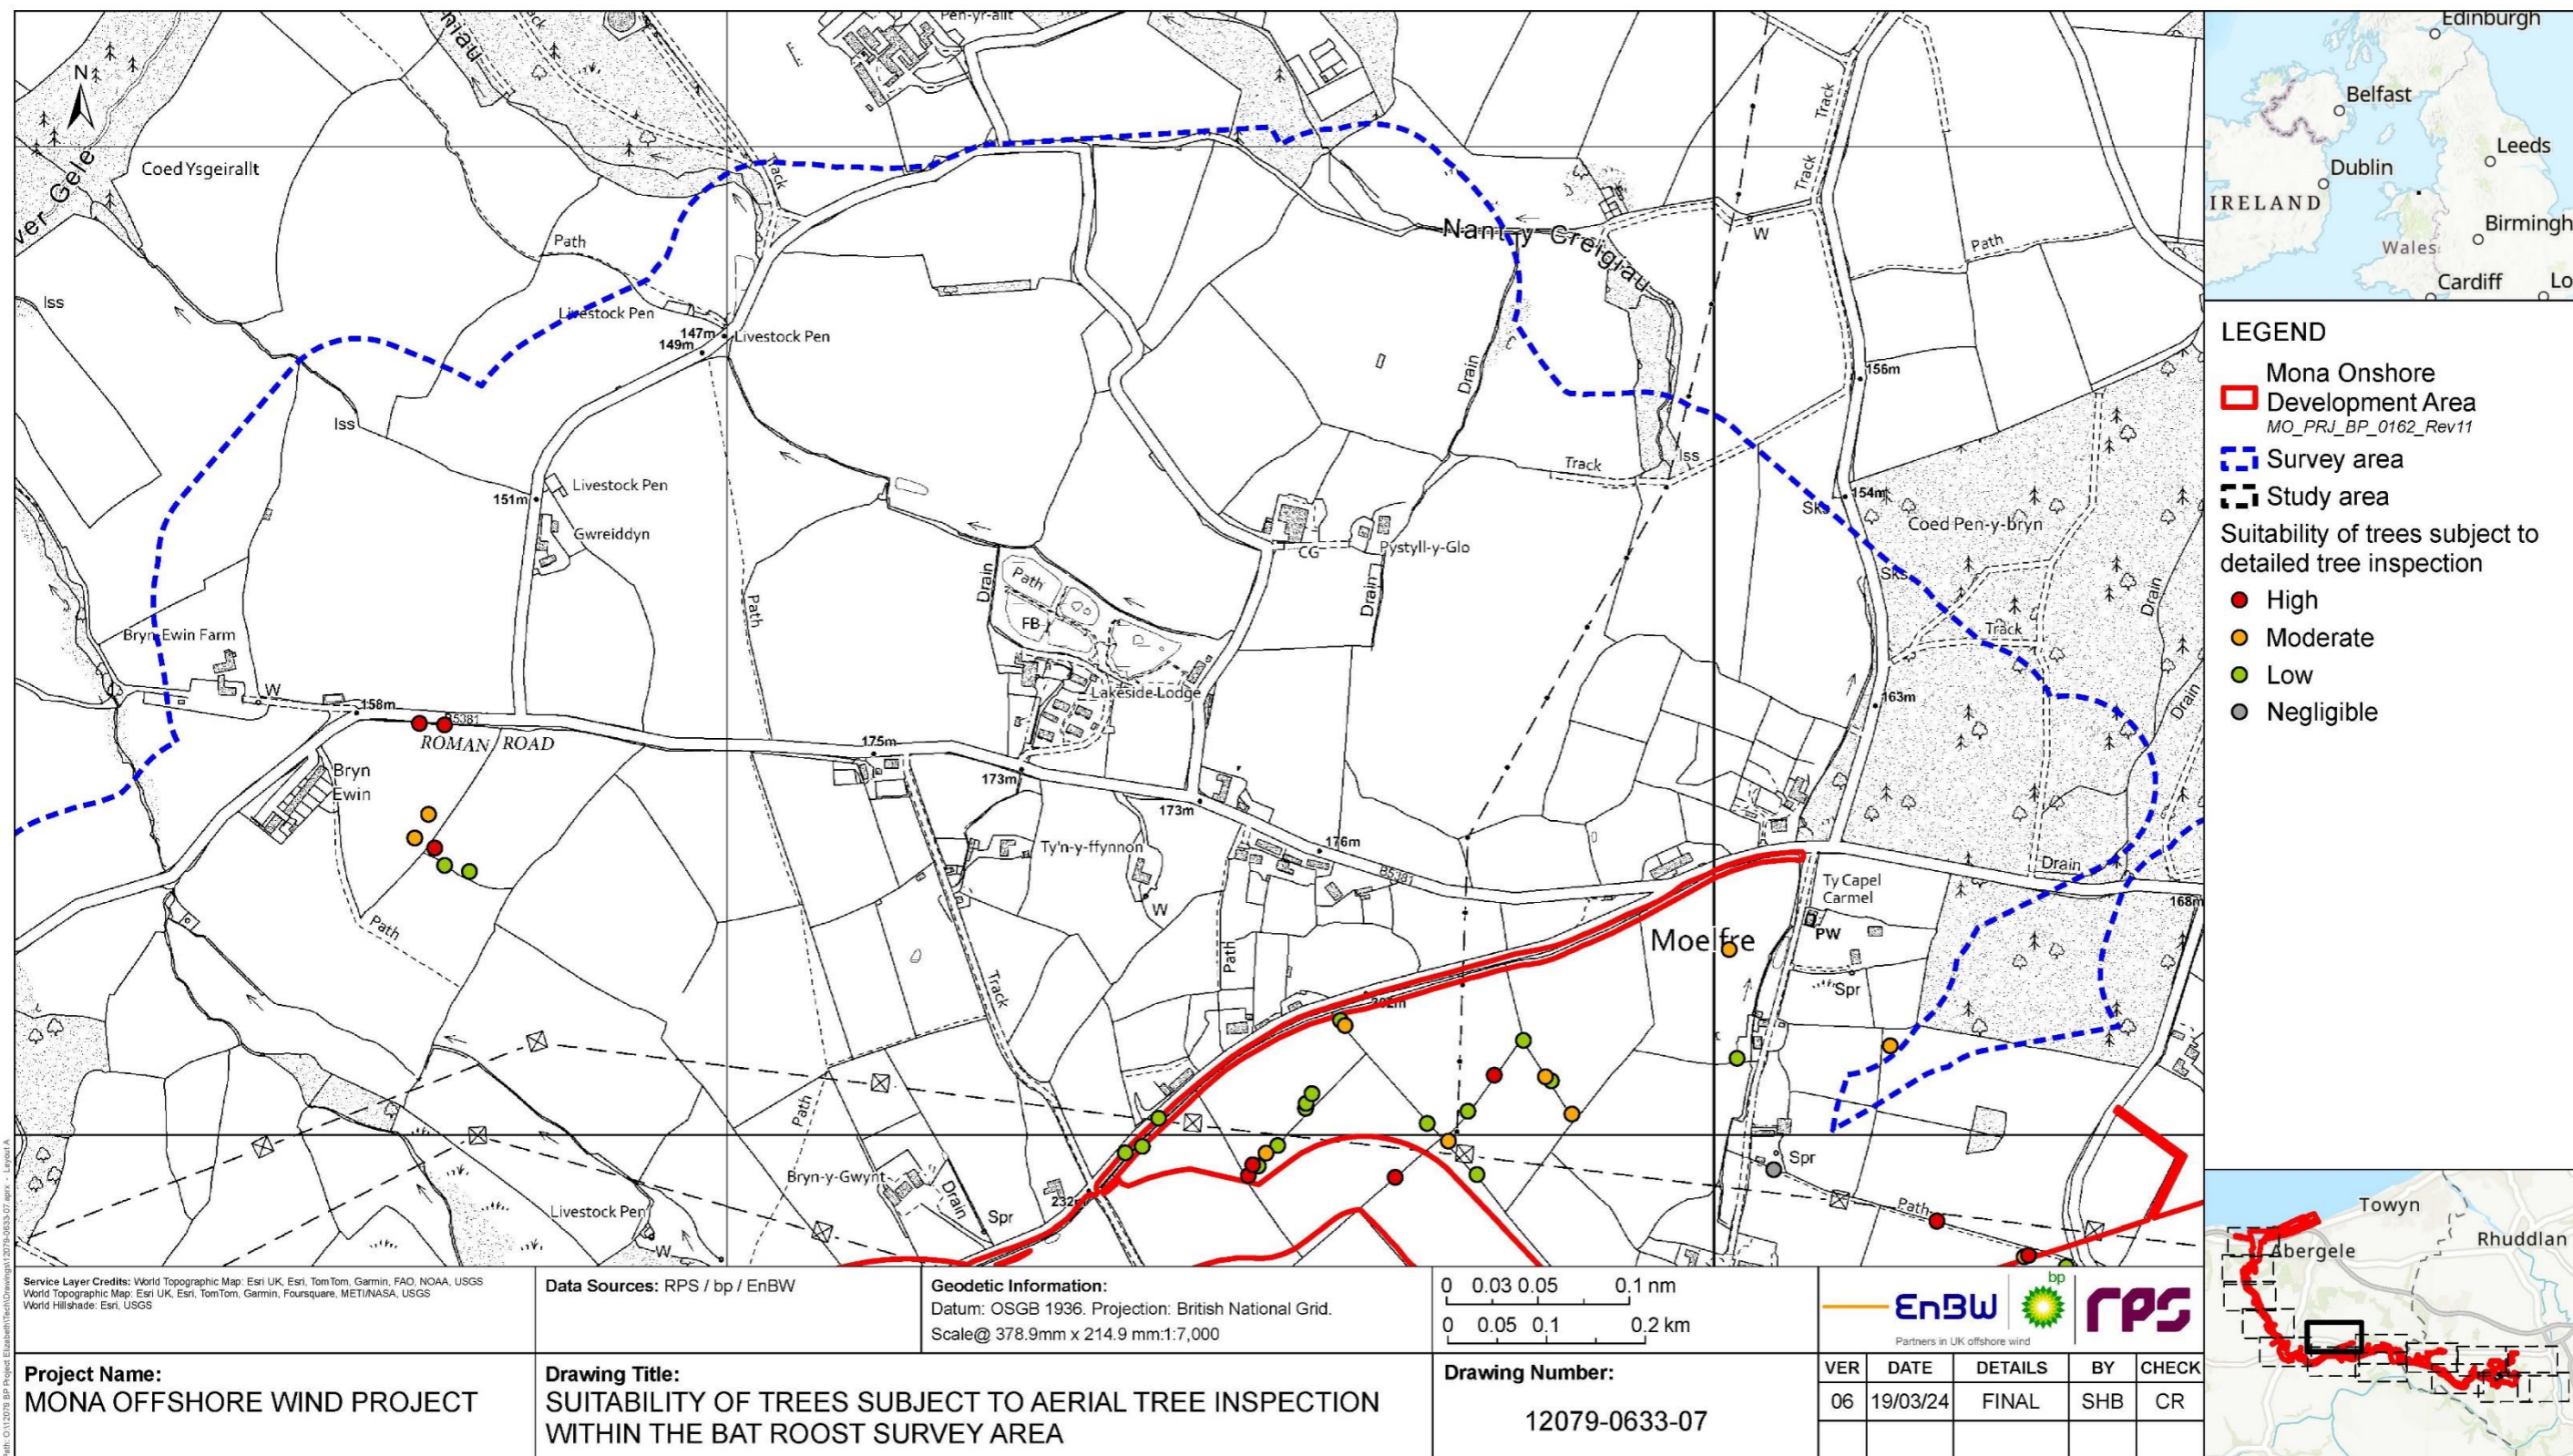 Pen-yr-allt
Track
N
Coed Ysgeirallt
ver Gele
Track
Track
Track
Nant-y Creigiau
W
Path
Path
Iss
Livestock Pen
147m
Livestock Pen
149m
Drain
156m
Iss
Track
Iss
Livestock Pen
151m
154m
Sks
Coed Pen-y-bryn
Gwreiddyn
CG
Pystyll-y-Glo
Drain
Path
Drain
Sks
Drain
Path
FB
Track
Bryn-Ewin Farm
W
Lakeside Lodge
163m
Drain
158m
B5381
ROMAN ROAD
175m
173m
Bryn
Ewin
173m
176m
Ty'n-y-ffynnon
B5381
Drain
Ty Capel
Carmel
168m
W
Path
Path
Moelfre
PW
Spr
Track
Path
Bryn-y-Gwynt
Drain
Spr
232m
Livestock Pen
W
Spr
Path
Edinburgh
Belfast
Leeds
Dublin
IRELAND
Birmingh
Wales
Cardiff
Lo
LEGEND
Mona Onshore
Development Area
MO_PRJ_BP_0162_Rev11
Survey area
Study area
Suitability of trees subject to
detailed tree inspection
High
Moderate
Low
Negligible
Towyn
Abergele
Rhuddlan
Service Layer Credits: World Topographic Map: Esri UK, Esri, TomTom, Garmin, FAO, NOAA, USGS
World Topographic Map: Esri UK, Esri, TomTom, Garmin, Foursquare, METI/NASA, USGS
World Hillshade: Esri, USGS
Data Sources: RPS / bp / EnBW
Geodetic Information:
Datum: OSGB 1936. Projection: British National Grid.
Scale@ 378.9mm x 214.9 mm:1:7,000
0 0.03 0.05 0.1 nm
0 0.05 0.1 0.2 km
EnBW
bp
rps
Partners in UK offshore wind
Project Name:
MONA OFFSHORE WIND PROJECT
Drawing Title:
SUITABILITY OF TREES SUBJECT TO AERIAL TREE INSPECTION
WITHIN THE BAT ROOST SURVEY AREA
Drawing Number:
12079-0633-07
VER DATE DETAILS BY CHECK
06 19/03/24 FINAL SHB CR